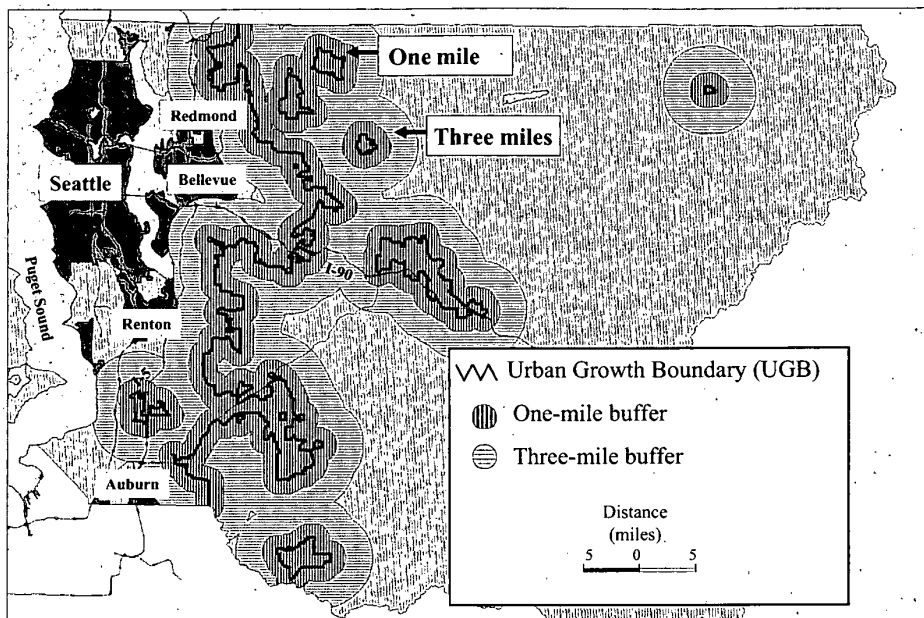 One mile
Redmond
Three miles
Seattle
Bellevue
I-90
Puget Sound
Renton
Auburn
Urban Growth Boundary (UGB)
One-mile buffer
Three-mile buffer
Distance
(miles)
5 0 5